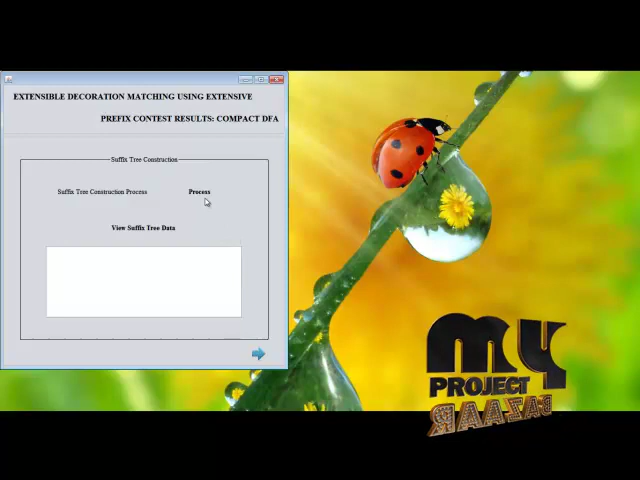 EXTENSIBLE DECORATION MATCHING USING EXTENSIVE
PREFIX CONTEST RESULTS: COMPACT DFA
Suffix Tree Construction
Suffix Tree Construction Process
Process
View Suffix Tree Data
MY
PROJECT
BAZAAR